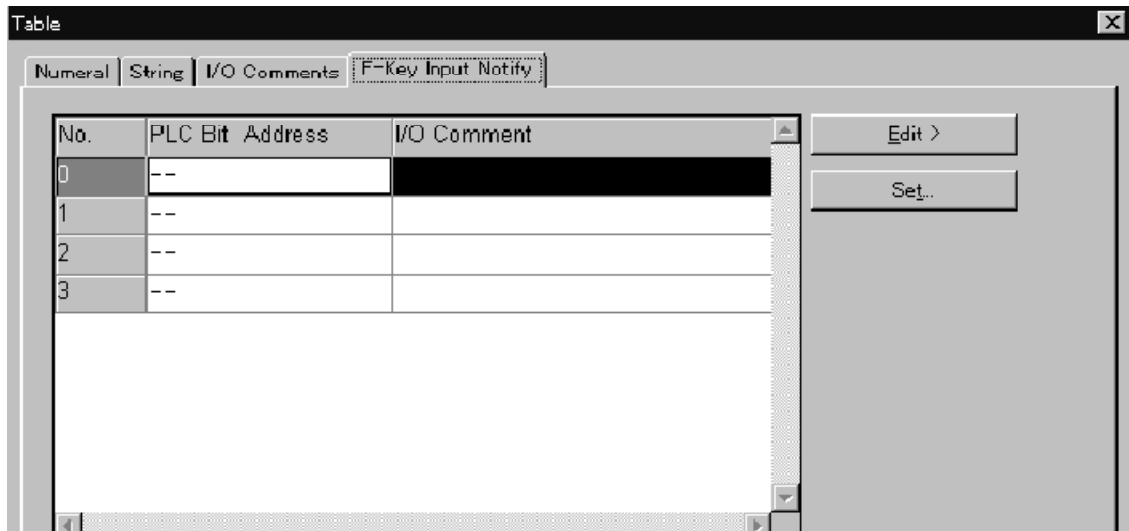 Table
Numeral String I/O Comments F-Key Input Notify
No. PLC Bit Address I/O Comment
0 --
1 --
2 --
3 --
Edit >
Set...